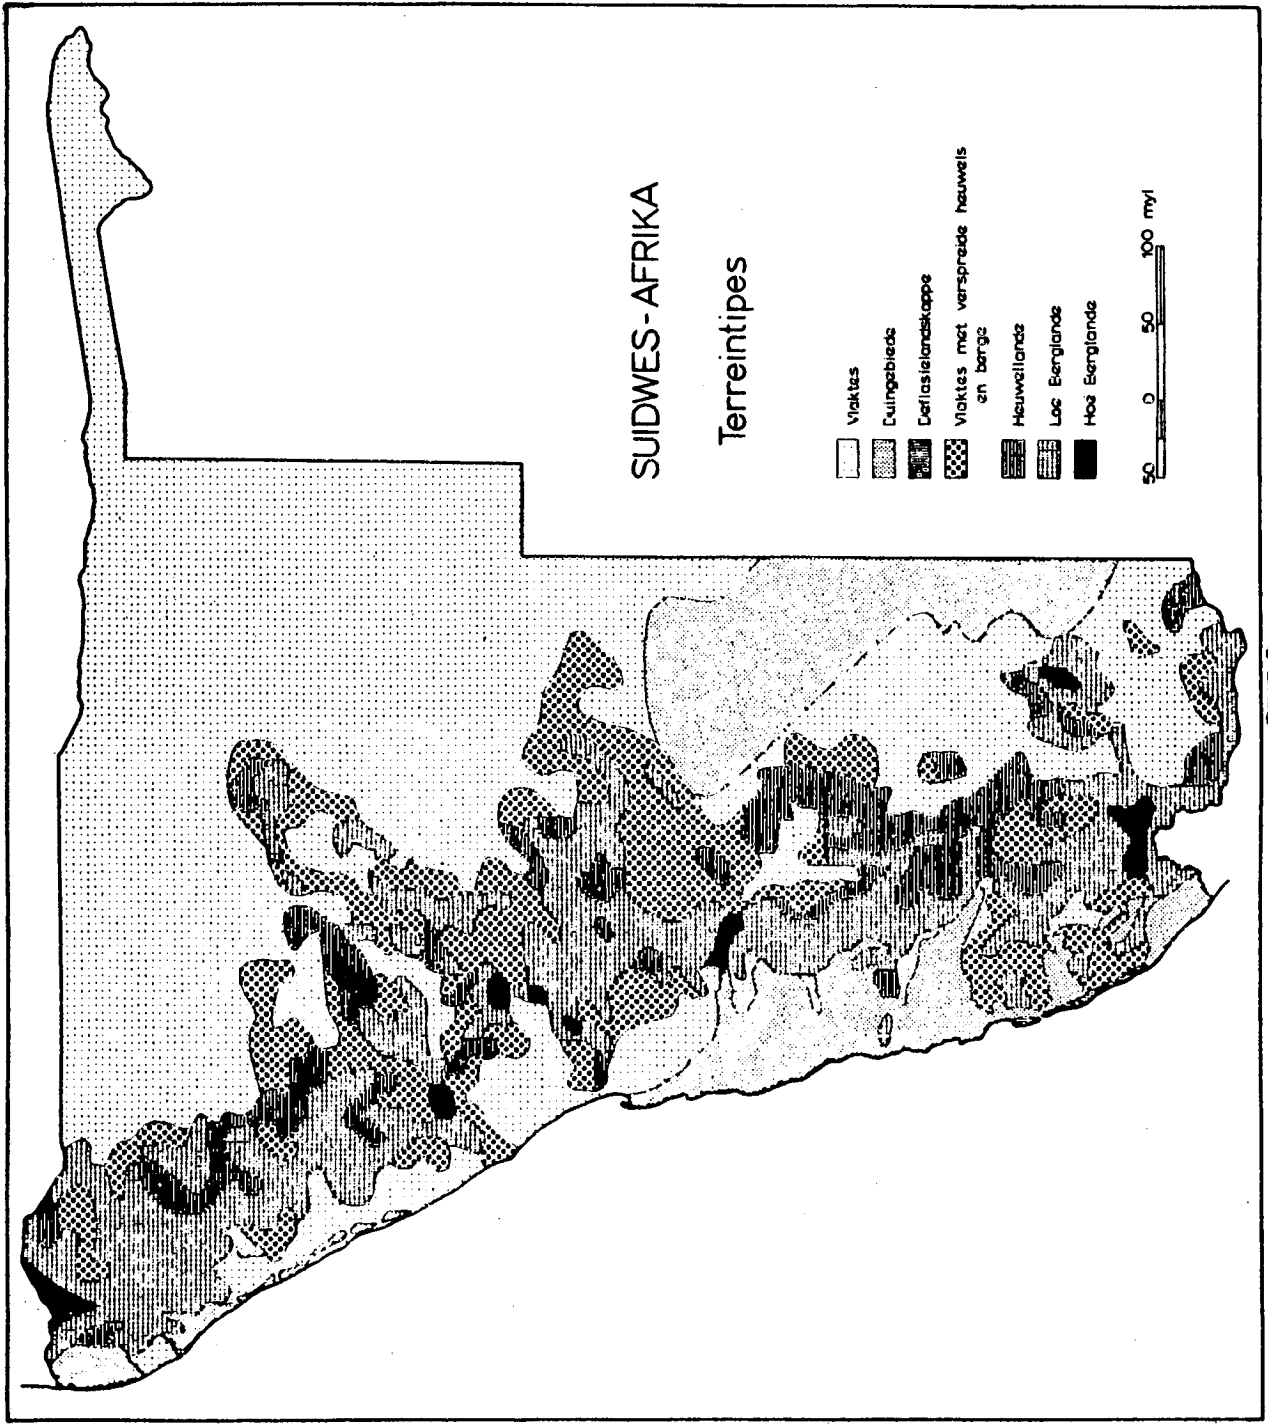 SUIDWES-AFRIKA
Terreintipes
Vlaktes
Duingebiede
Deflasielandskappe
Vlaktes met verspreide heuwels
en berge
Heuwellande
Lae Berglande
Hoë Berglande
50 0 50 100 myl